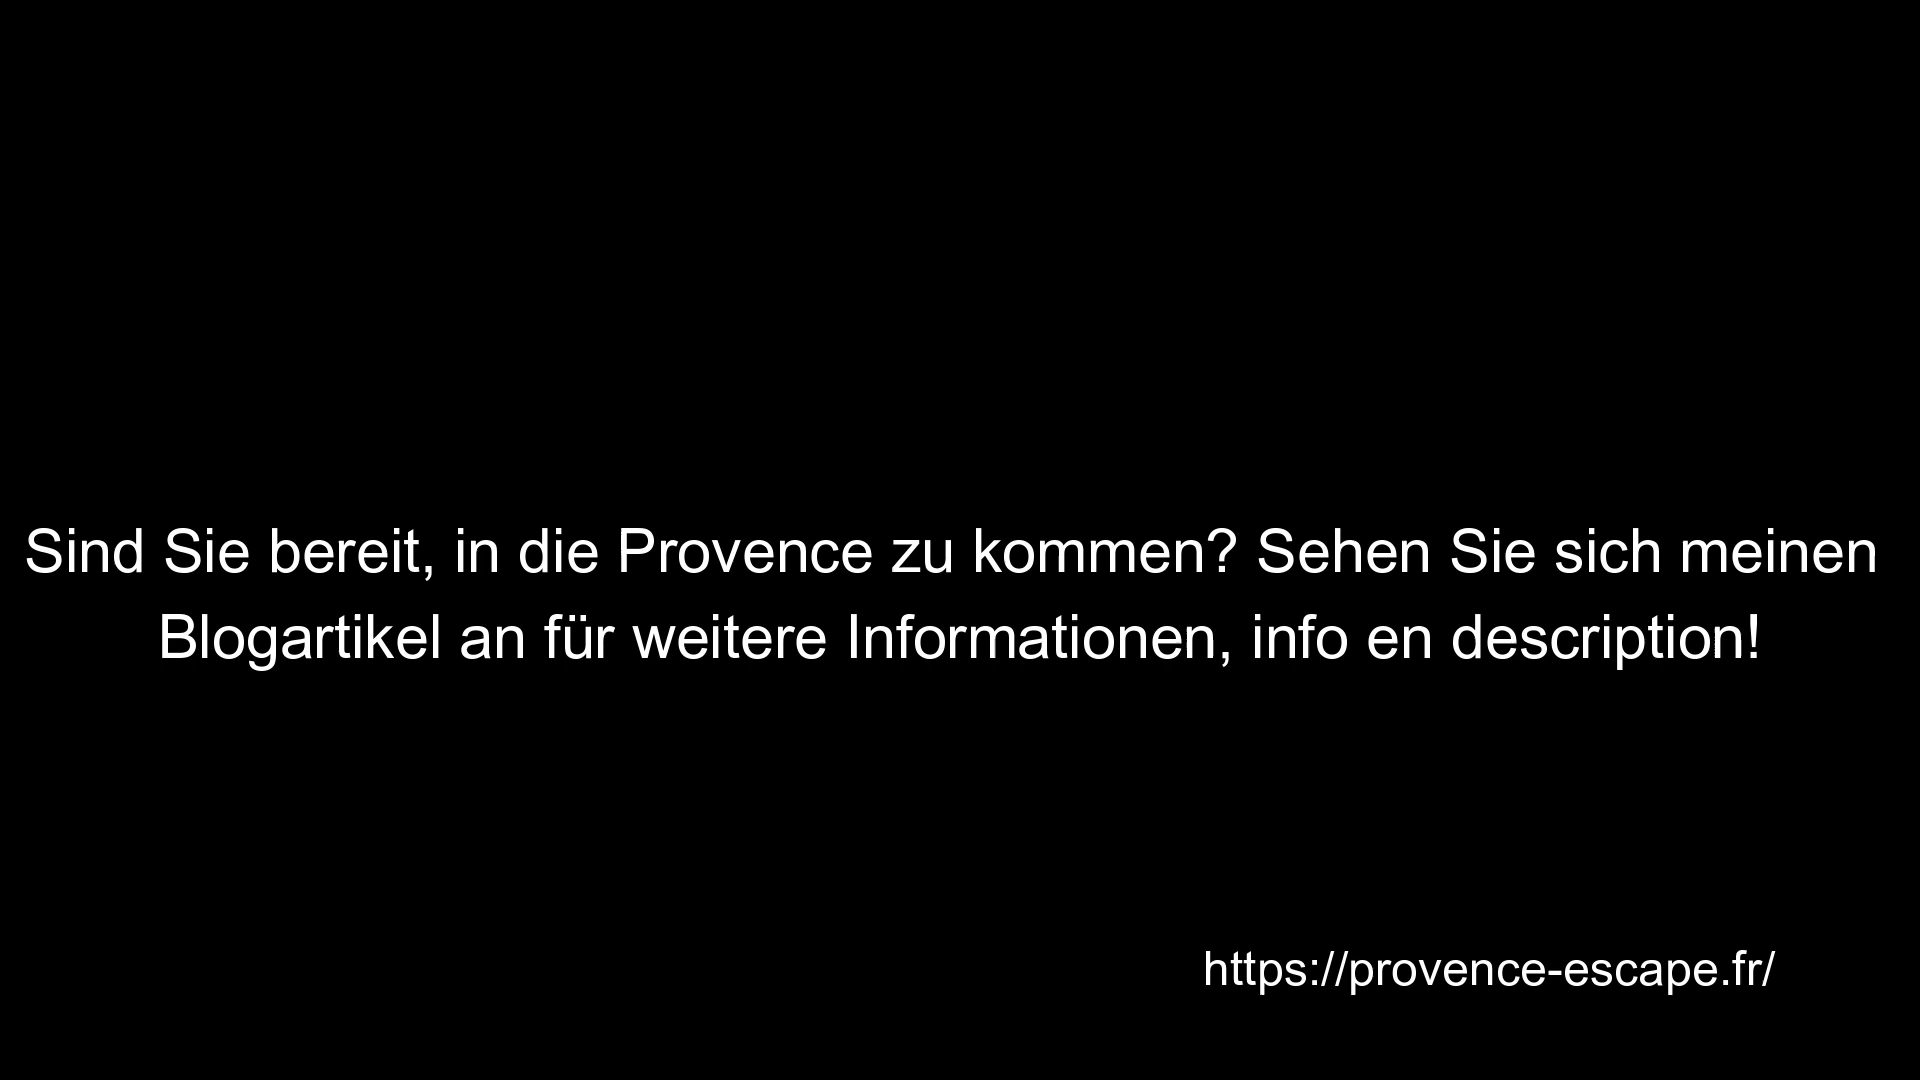 Sind Sie bereit, in die Provence zu kommen? Sehen Sie sich meinen
Blogartikel an für weitere Informationen, info en description!
https://provence-escape.fr/